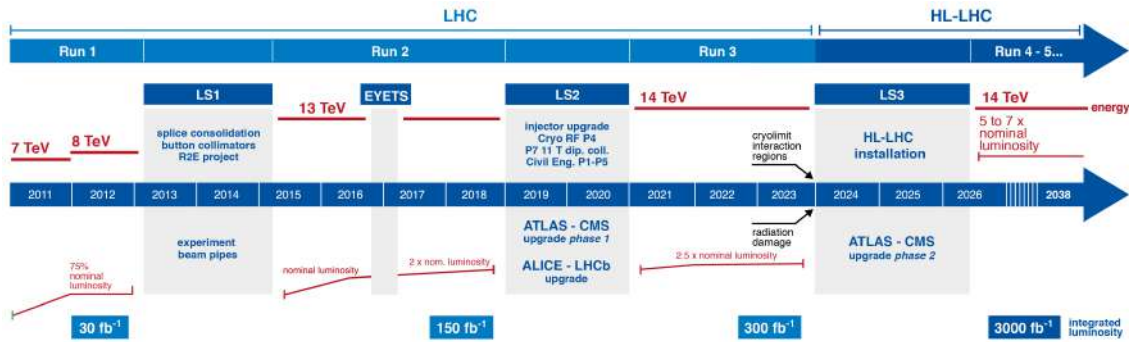 LHC
HL-LHC
Run 1
Run 2
Run 3
Run 4 - 5...
LS1
EYETS
LS2
LS3
7 TeV
8 TeV
13 TeV
14 TeV
14 TeV
energy
splice consolidation
button collimators
R2E project
injector upgrade
Cryo RF P4
P7 11 T dip. coll.
Civil Eng. P1-P5
cryolimit
interaction
regions
HL-LHC
installation
5 to 7 x
nominal
luminosity
2011 2012 2013 2014 2015 2016 2017 2018 2019 2020 2021 2022 2023 2024 2025 2026 2038
experiment
beam pipes
ATLAS - CMS
upgrade phase 1
ALICE - LHCb
upgrade
radiation
damage
ATLAS - CMS
upgrade phase 2
75%
nominal
luminosity
nominal luminosity
2 x nom. luminosity
2.5 x nominal luminosity
30 fb⁻¹
150 fb⁻¹
300 fb⁻¹
3000 fb⁻¹
integrated
luminosity